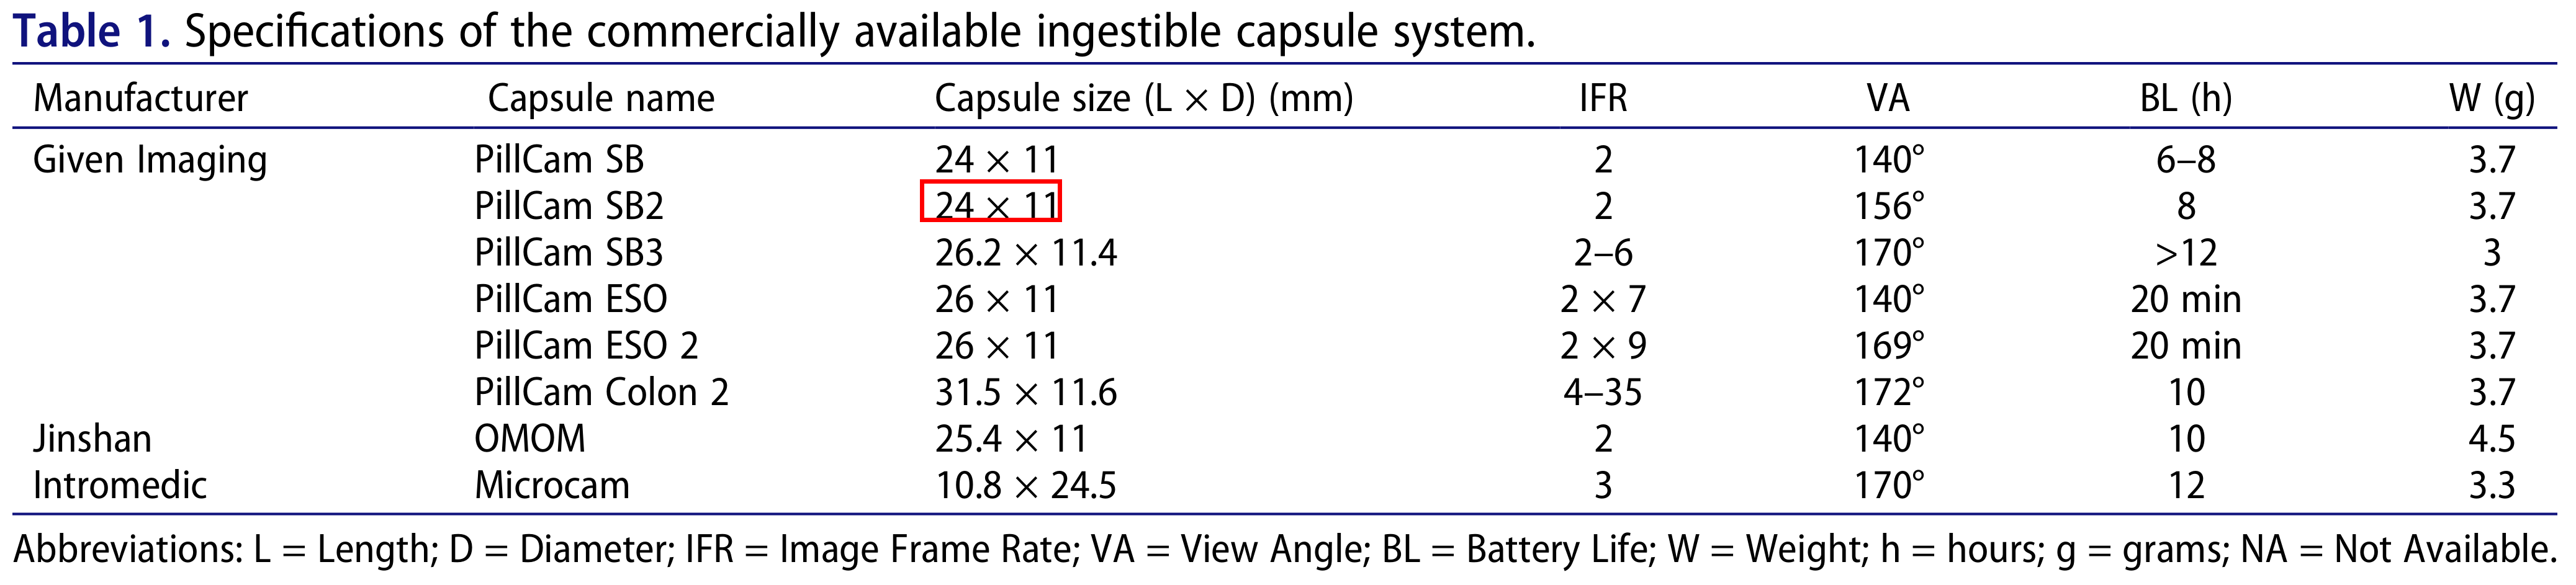 Table 1. Specifications of the commercially available ingestible capsule system.
Manufacturer Capsule name Capsule size (L × D) (mm) IFR VA BL (h) W (g)
Given Imaging PillCam SB 24 × 11 2 140° 6–8 3.7
PillCam SB2 24 × 11 2 156° 8 3.7
PillCam SB3 26.2 × 11.4 2–6 170° >12 3
PillCam ESO 26 × 11 2 × 7 140° 20 min 3.7
PillCam ESO 2 26 × 11 2 × 9 169° 20 min 3.7
PillCam Colon 2 31.5 × 11.6 4–35 172° 10 3.7
Jinshan OMOM 25.4 × 11 2 140° 10 4.5
Intromedic Microcam 10.8 × 24.5 3 170° 12 3.3
Abbreviations: L = Length; D = Diameter; IFR = Image Frame Rate; VA = View Angle; BL = Battery Life; W = Weight; h = hours; g = grams; NA = Not Available.